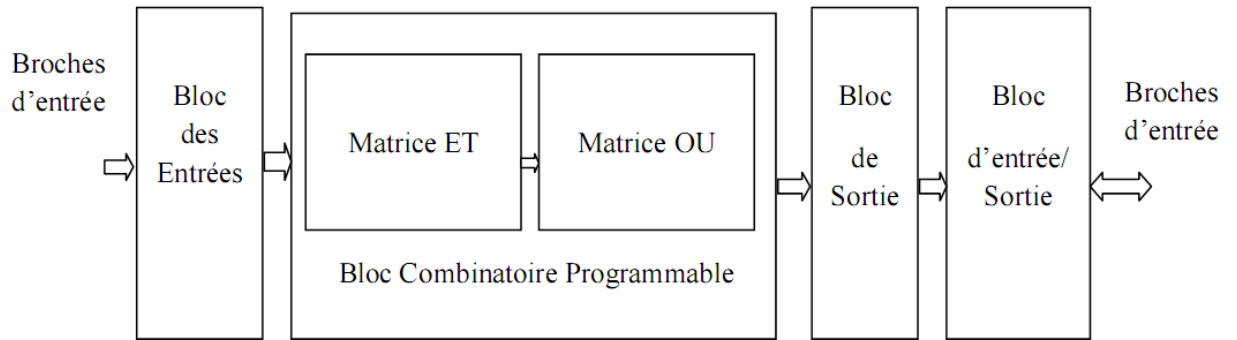 Broches
d'entrée
Bloc
des
Entrées
Matrice ET
Matrice OU
Bloc Combinatoire Programmable
Bloc
de
Sortie
Bloc
d'entrée/
Sortie
Broches
d'entrée